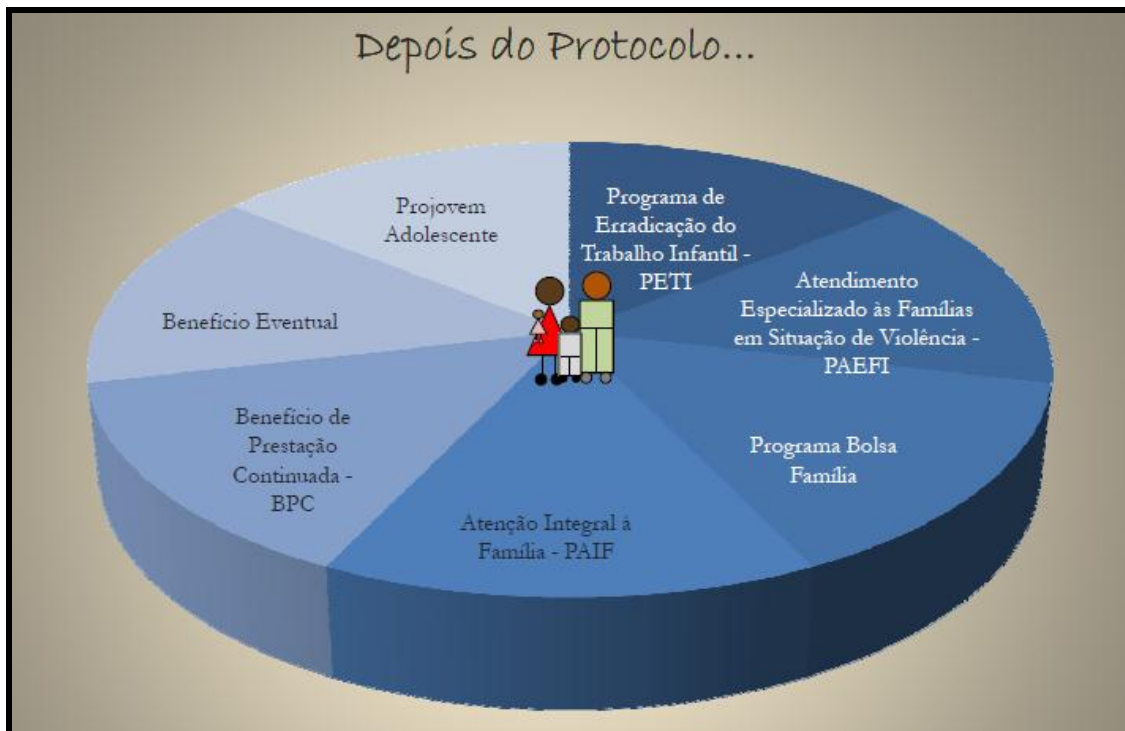 Depois do Protocolo...
Projovem
Adolescente
Programa de
Erradicação do
Trabalho Infantil -
PETI
Atendimento
Especializado às Famílias
em Situação de Violência -
PAEFI
Benefício Eventual
Benefício de
Prestação
Continuada -
BPC
Programa Bolsa
Família
Atenção Integral à
Família - PAIF